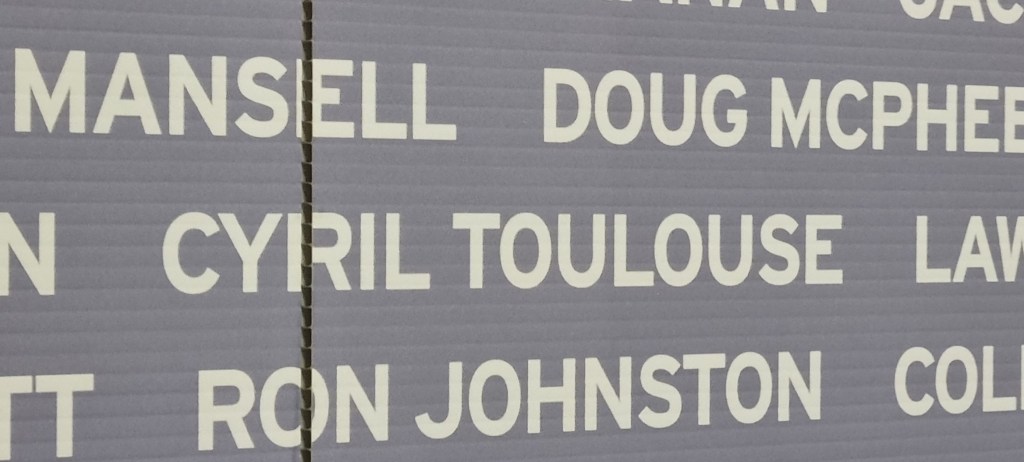 MANSELL DOUG MCPHEE
CYRIL TOULOUSE
RON JOHNSTON